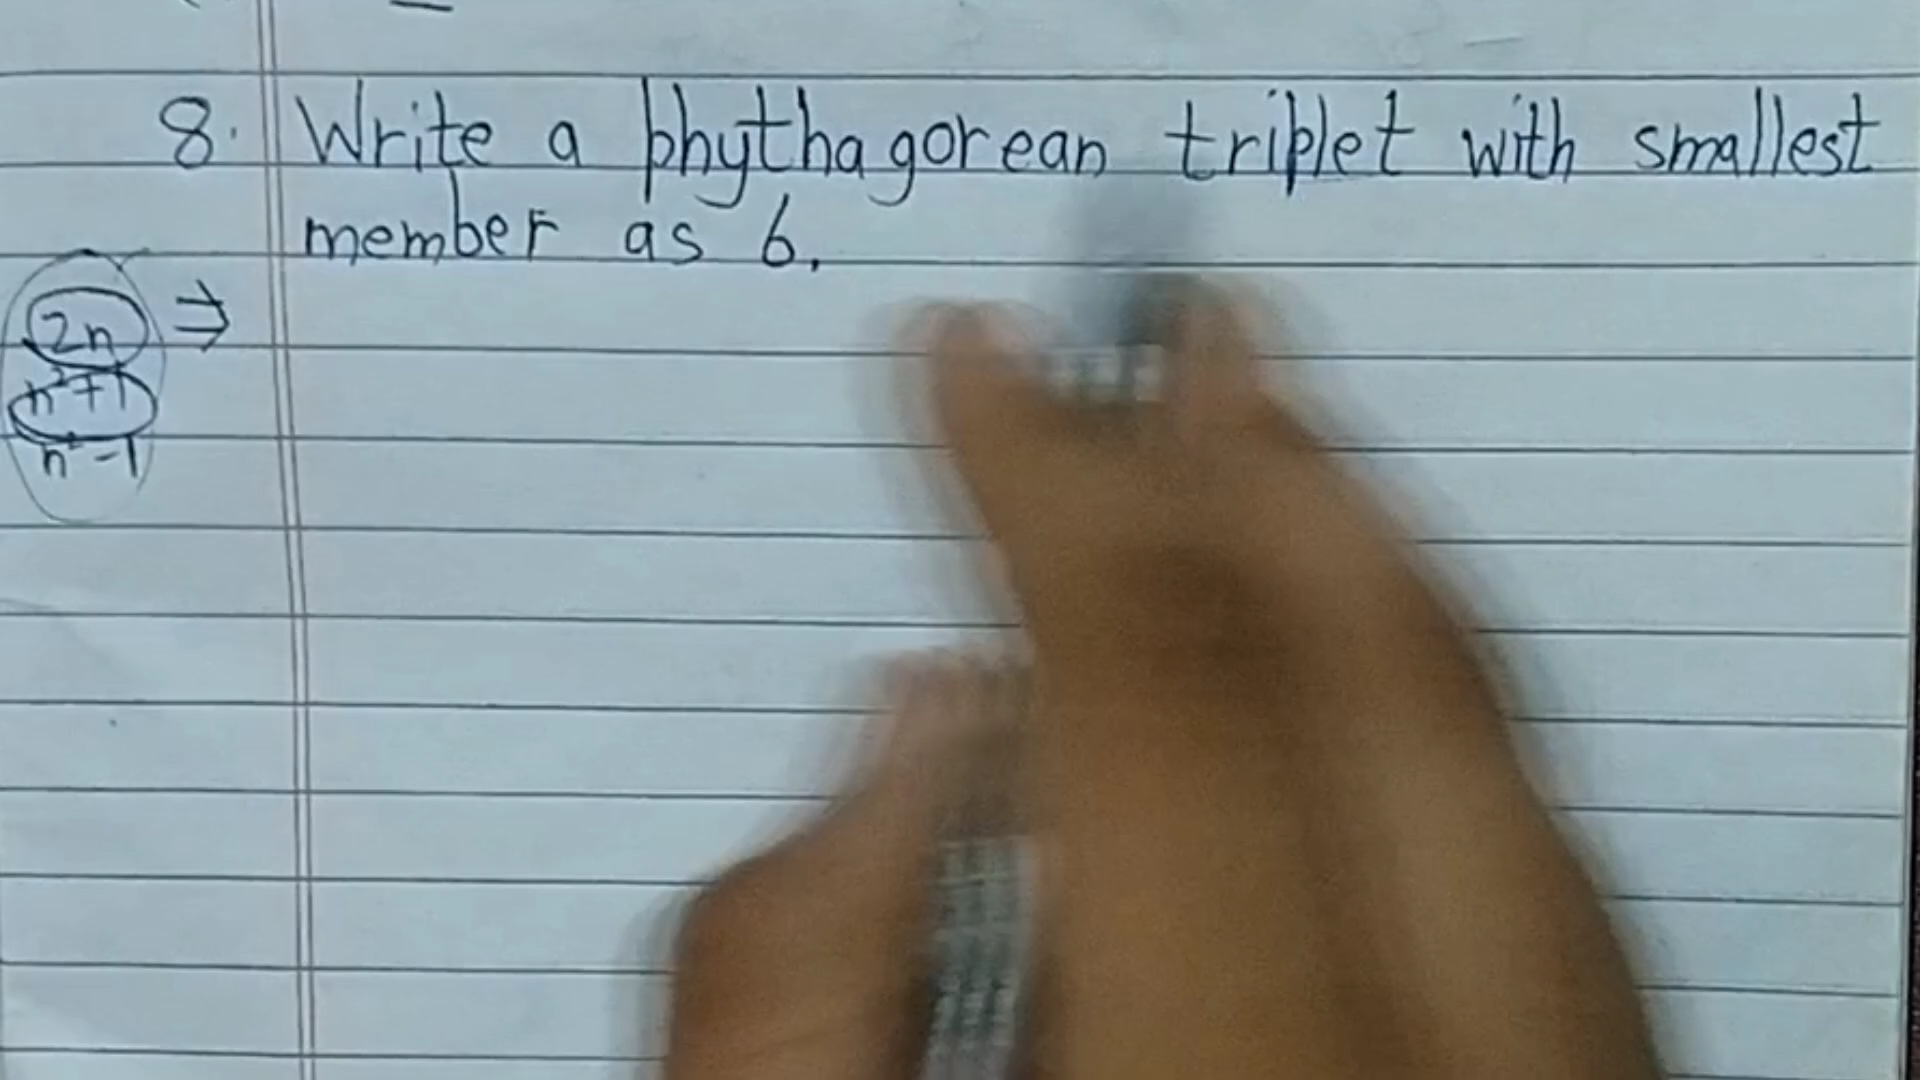 8. Write a phythagorean triplet with smallest
member as 6.
2n ⇒
n²+1
n²-1